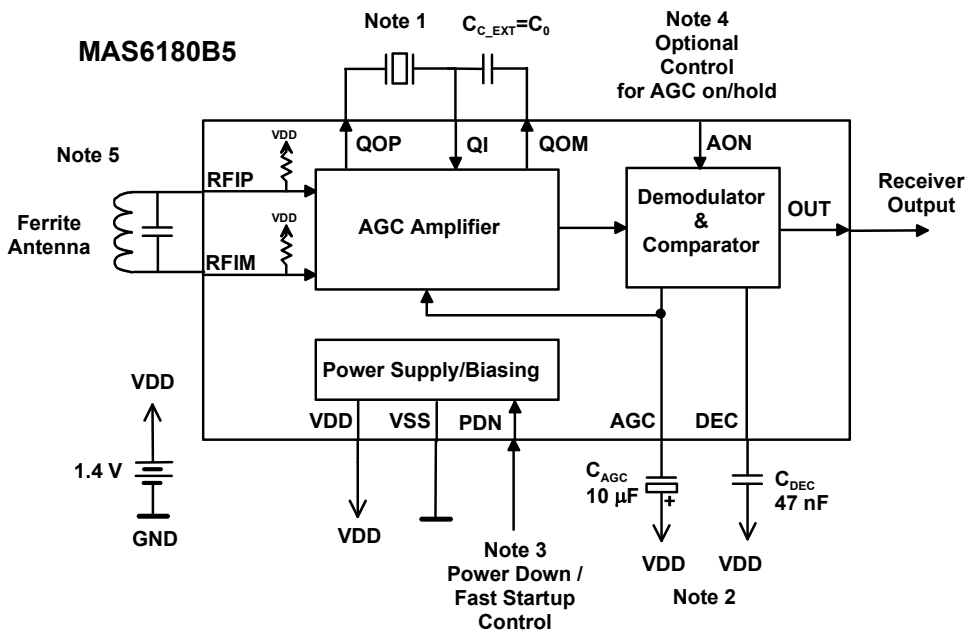 MAS6180B5
Note 1
C_C_EXT=C_0
Note 4
Optional
Control
for AGC on/hold
QOP
QI
QOM
AON
VDD
Note 5
RFIP
AGC Amplifier
Demodulator
&
Comparator
OUT
Receiver
Output
VDD
Ferrite
Antenna
RFIM
Power Supply/Biasing
VDD
VDD
VSS
PDN
AGC
DEC
1.4 V
GND
C_AGC
10 µF
+
C_DEC
47 nF
VDD
Note 3
Power Down /
Fast Startup
Control
VDD
VDD
Note 2